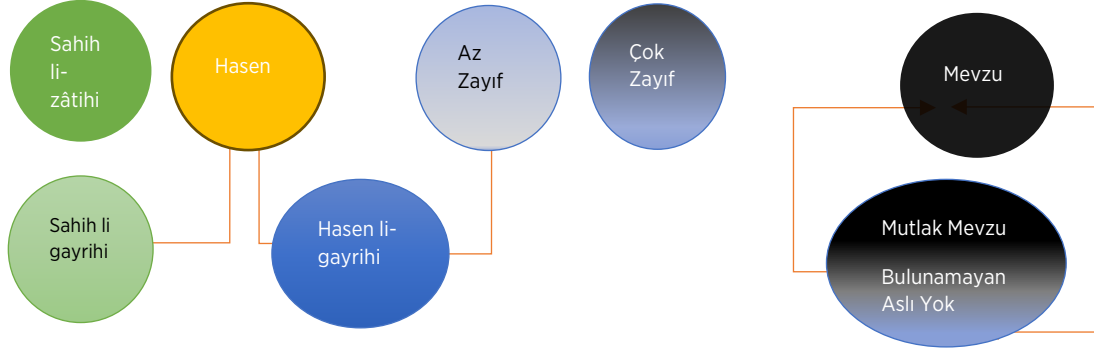 Sahih
li-
zâtihi
Hasen
Az
Zayıf
Çok
Zayıf
Mevzu
Sahih li
gayrihi
Hasen li-
gayrihi
Mutlak Mevzu
Bulunamayan
Aslı Yok